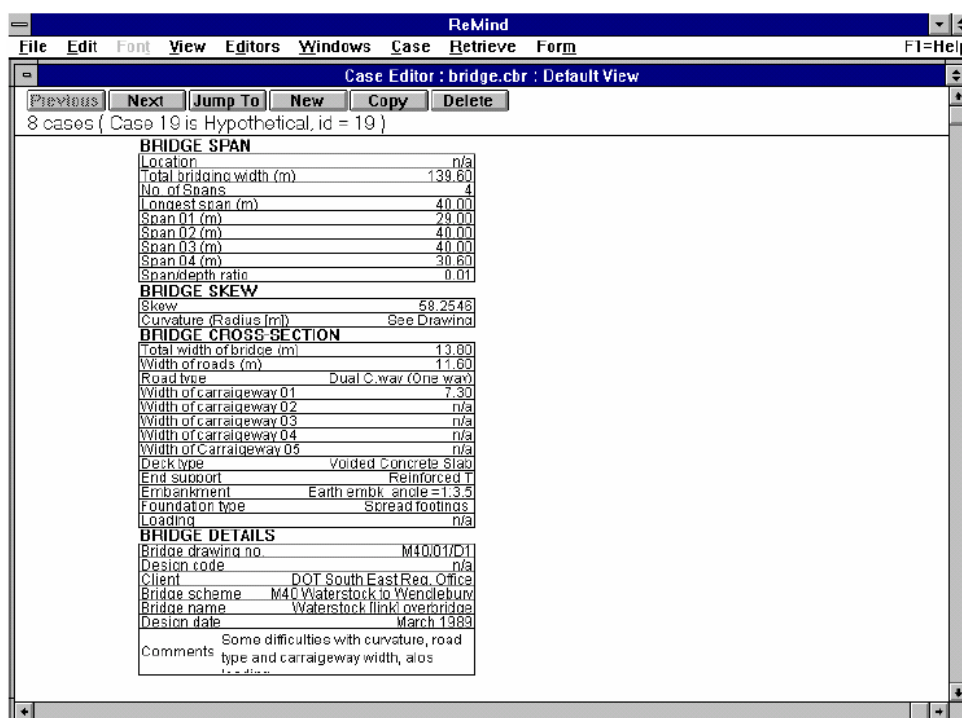 ReMind
File Edit Font View Editors Windows Case Retrieve Form F1=Help
Case Editor : bridge.cbr : Default View
Previous Next Jump To New Copy Delete
8 cases ( Case 19 is Hypothetical, id = 19 )
BRIDGE SPAN
Location n/a
Total bridging width (m) 139.60
No. of Spans 4
Longest span (m) 40.00
Span 01 (m) 29.00
Span 02 (m) 40.00
Span 03 (m) 40.00
Span 04 (m) 30.60
Span/depth ratio 0.01
BRIDGE SKEW
Skew 58.2546
Curvature (Radius [m]) See Drawing
BRIDGE CROSS-SECTION
Total width of bridge (m) 13.80
Width of roads (m) 11.60
Road type Dual C.way (One way)
Width of carraigeway 01 7.30
Width of carraigeway 02 n/a
Width of carraigeway 03 n/a
Width of carraigeway 04 n/a
Width of Carraigeway 05 n/a
Deck type Voided Concrete Slab
End support Reinforced T
Embankment Earth embk. angle =1:3.5
Foundation type Spread footings
Loading n/a
BRIDGE DETAILS
Bridge drawing no. M40/01/D1
Design code n/a
Client DOT South East Reg. Office
Bridge scheme M40 Waterstock to Wendlebury
Bridge name Waterstock [link] overbridge
Design date March 1989
Comments Some difficulties with curvature, road
type and carraigeway width, alos